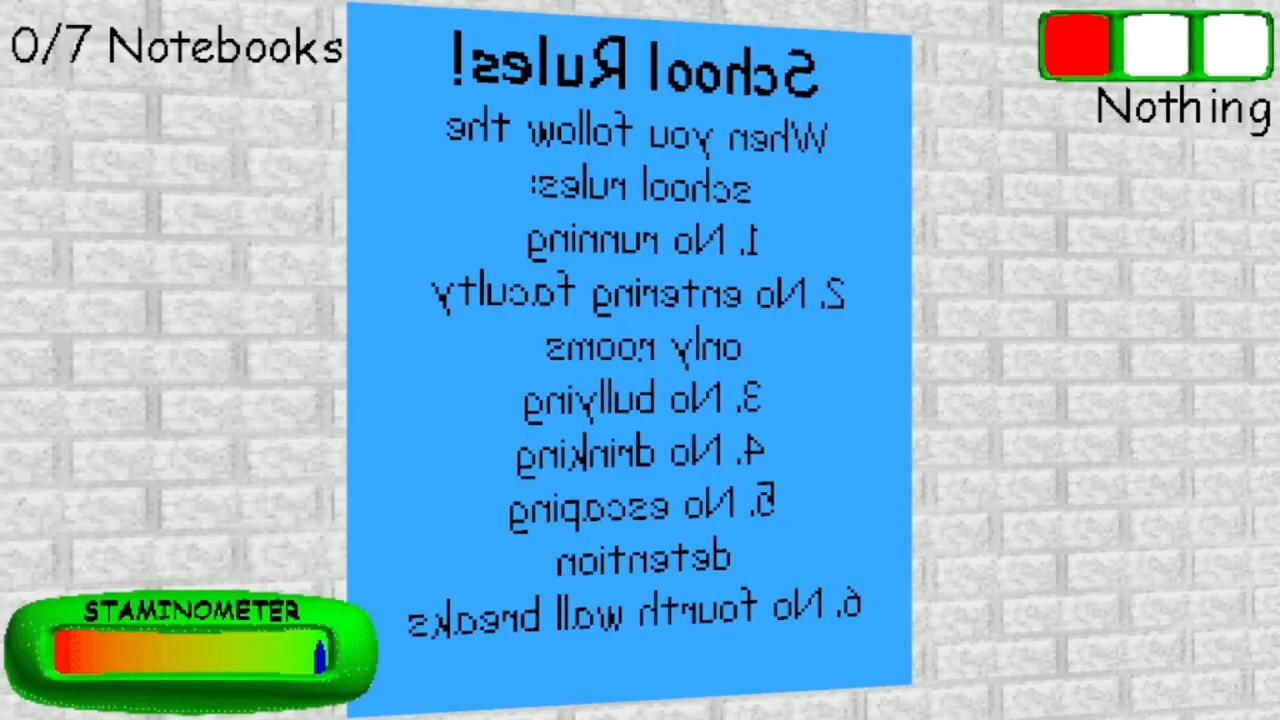 0/7 Notebooks
School Rules!
When you follow the
school rules:
1. No running
2. No entering faculty
only rooms
3. No bullying
4. No drinking
5. No escaping
detention
6. No fourth wall breaks
Nothing
STAMINOMETER